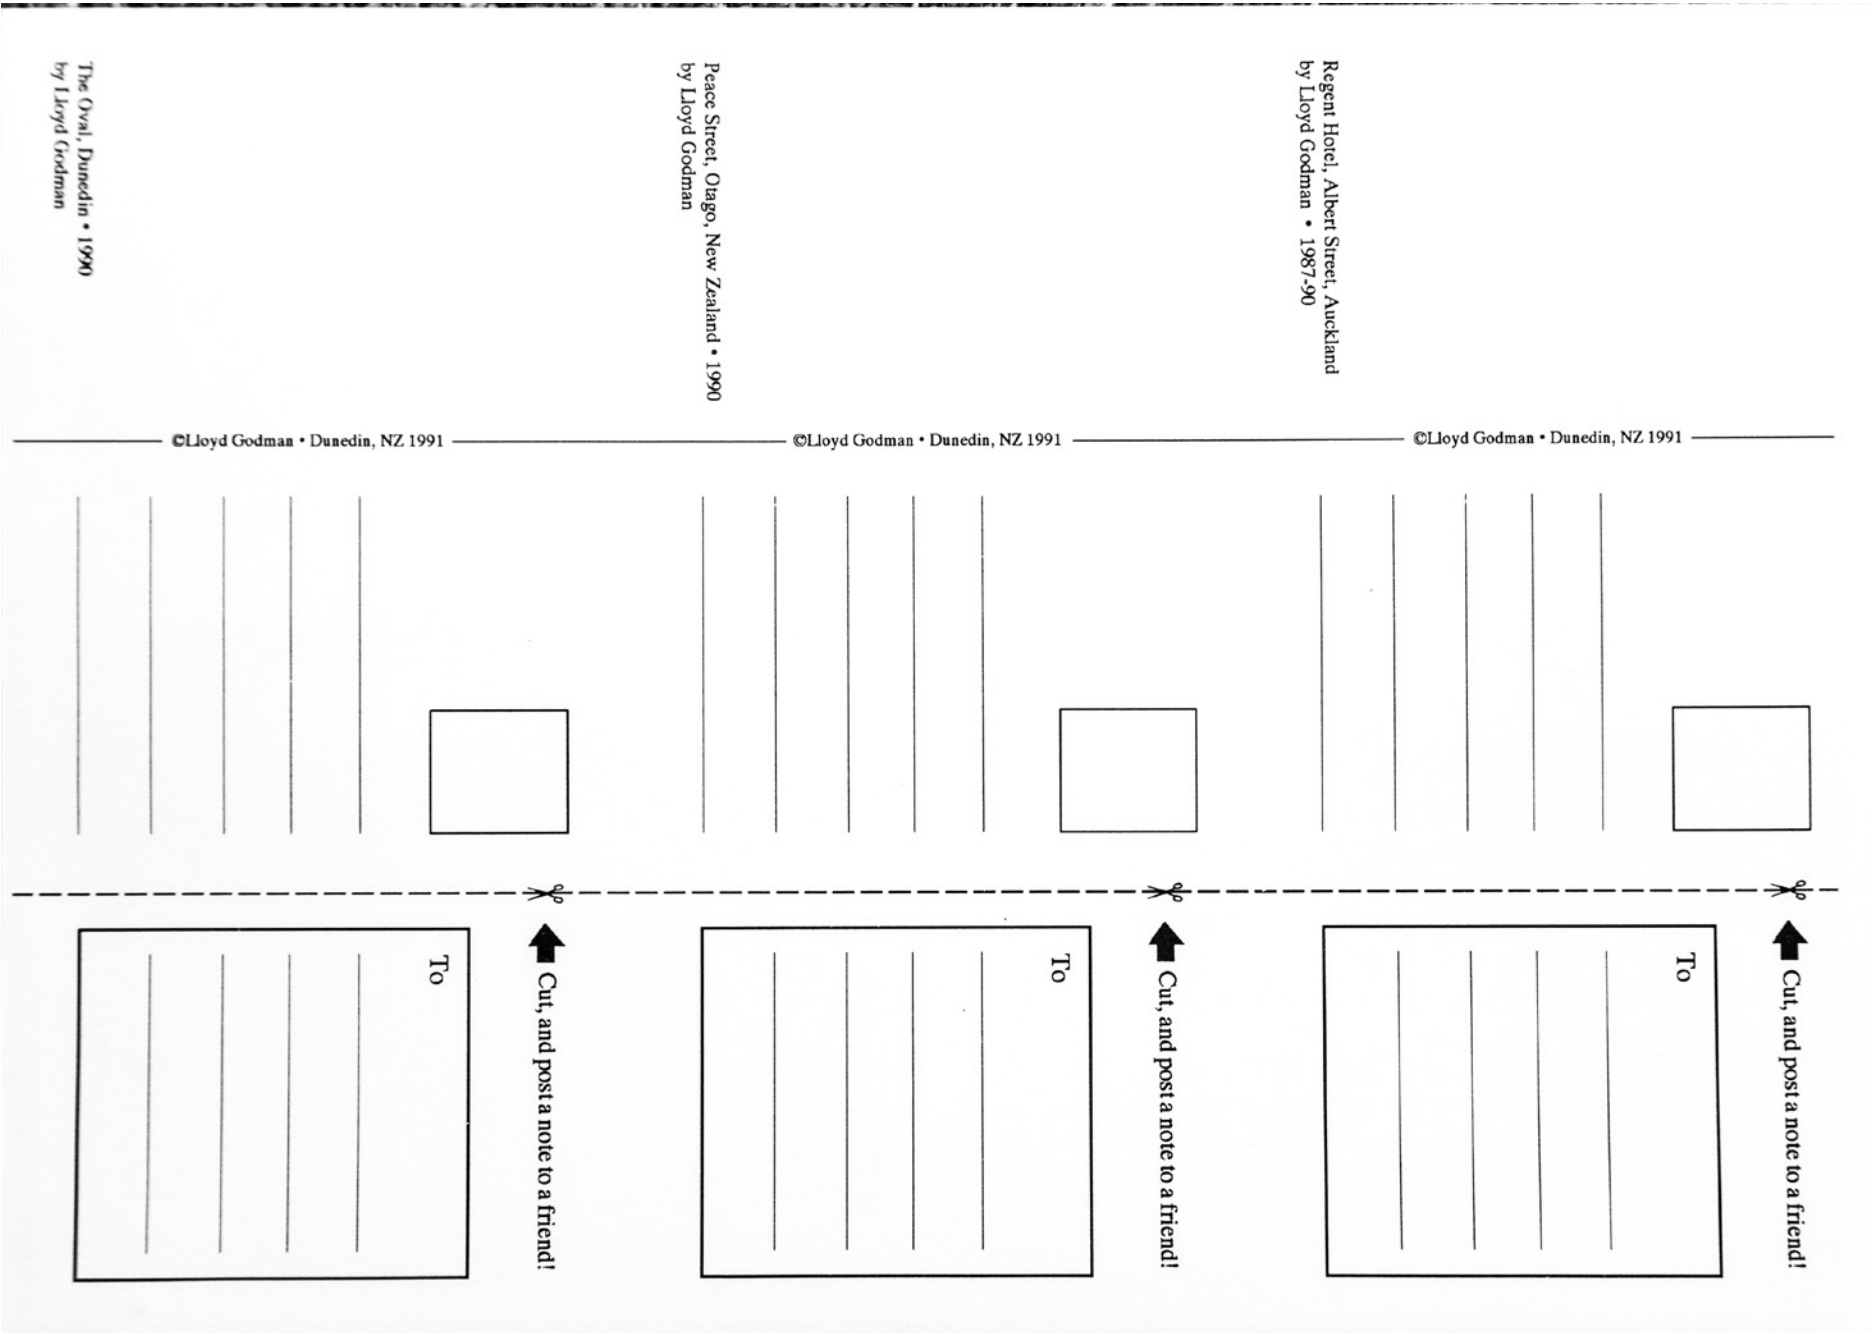 The Oval, Dunedin • 1990
by Lloyd Godman
©Lloyd Godman • Dunedin, NZ 1991
To
Cut, and post a note to a friend!
Peace Street, Otago, New Zealand • 1990
by Lloyd Godman
©Lloyd Godman • Dunedin, NZ 1991
To
Cut, and post a note to a friend!
Regent Hotel, Albert Street, Auckland
by Lloyd Godman • 1987-90
©Lloyd Godman • Dunedin, NZ 1991
To
Cut, and post a note to a friend!